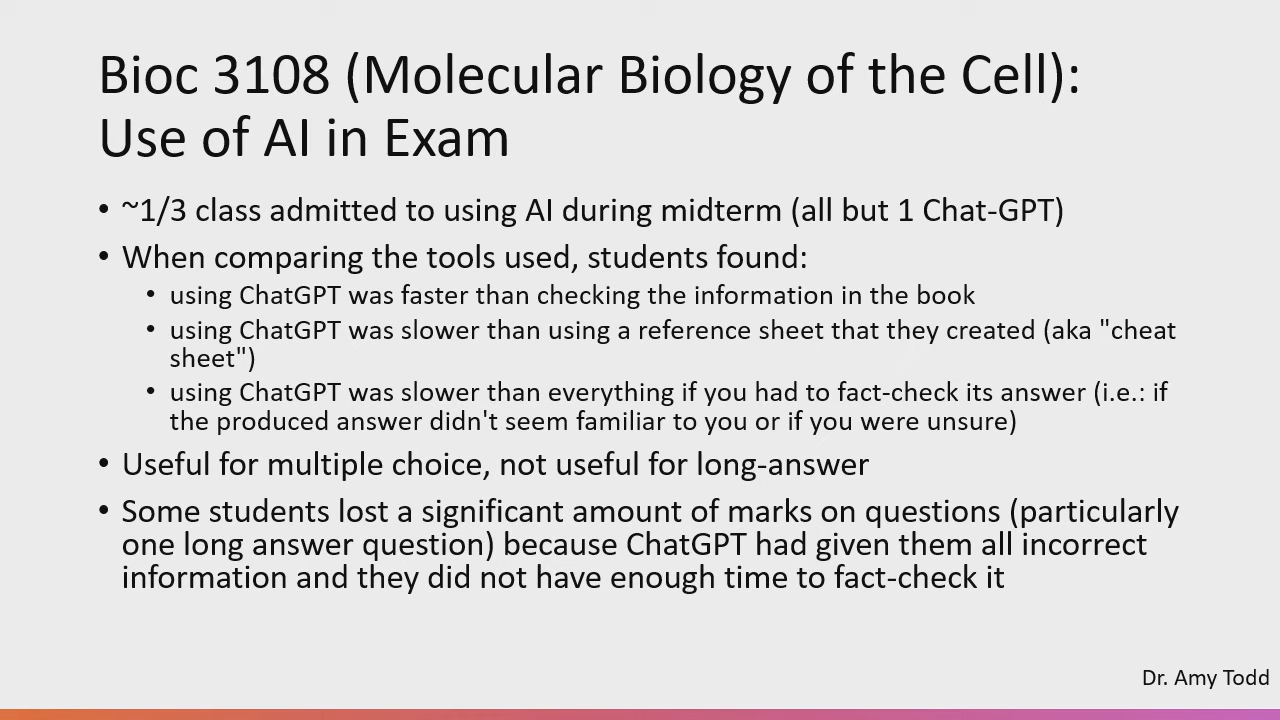 Bioc 3108 (Molecular Biology of the Cell):
Use of AI in Exam
• ~1/3 class admitted to using AI during midterm (all but 1 Chat-GPT)
• When comparing the tools used, students found:
• using ChatGPT was faster than checking the information in the book
• using ChatGPT was slower than using a reference sheet that they created (aka "cheat
sheet")
• using ChatGPT was slower than everything if you had to fact-check its answer (i.e.: if
the produced answer didn't seem familiar to you or if you were unsure)
• Useful for multiple choice, not useful for long-answer
• Some students lost a significant amount of marks on questions (particularly
one long answer question) because ChatGPT had given them all incorrect
information and they did not have enough time to fact-check it
Dr. Amy Todd